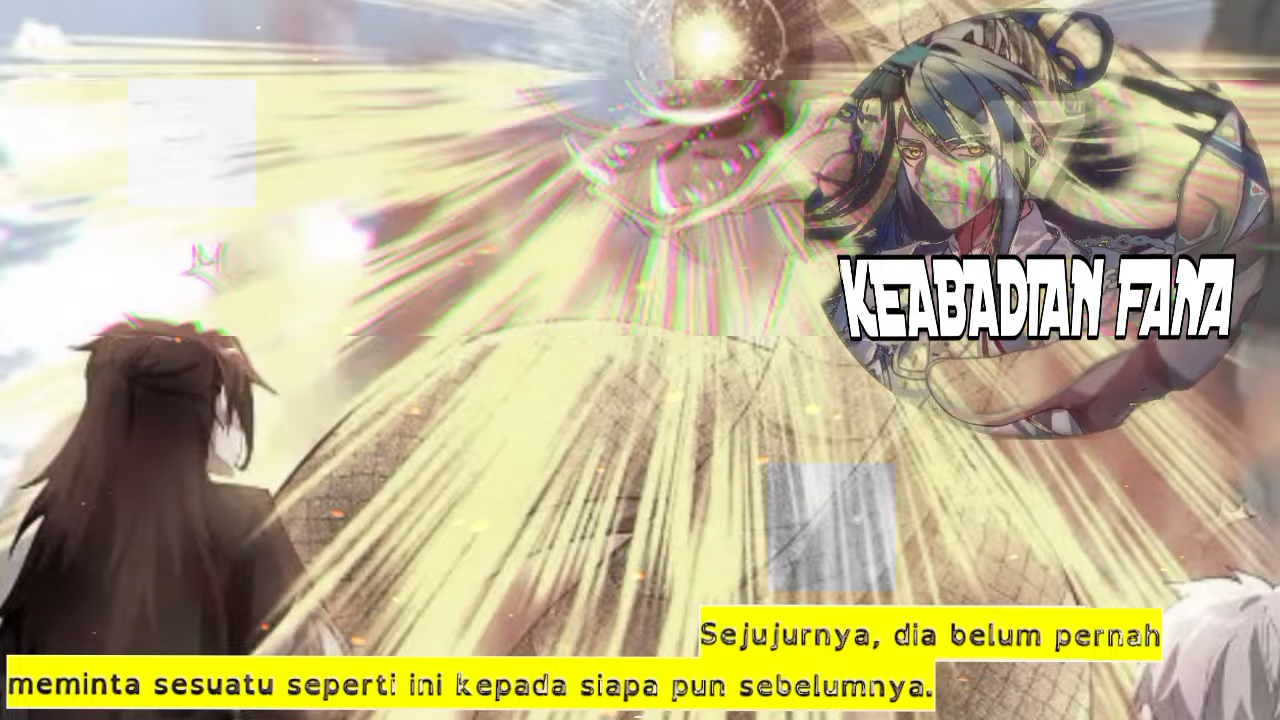 KEABADIAN FANA
Sejujurnya, dia belum pernah
meminta sesuatu seperti ini kepada siapa pun sebelumnya.